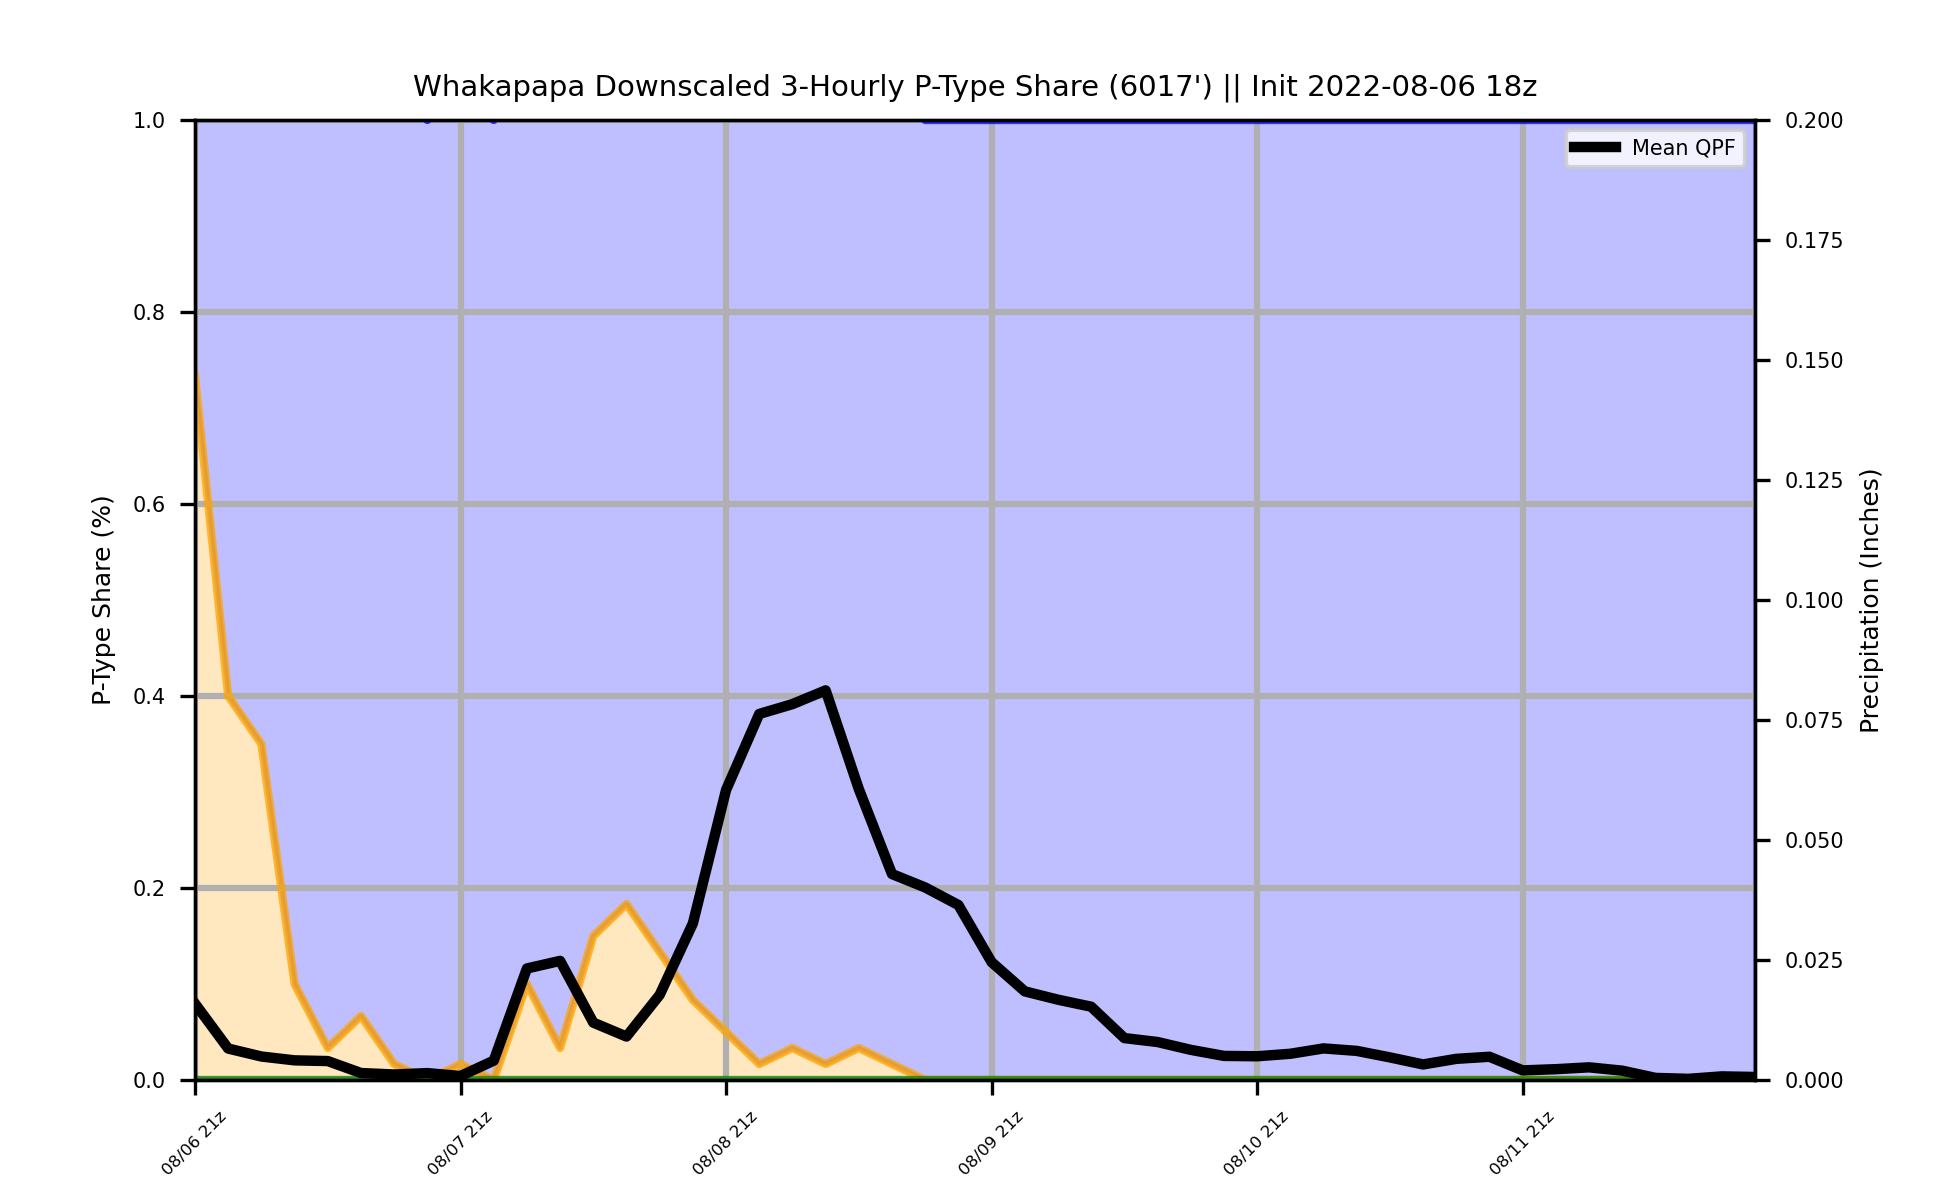 Whakapapa Downscaled 3-Hourly P-Type Share (6017') || Init 2022-08-06 18z
Mean QPF
P-Type Share (%)
1.0
0.8
0.6
0.4
0.2
0.0
0.200
0.175
0.150
0.125
0.100
0.075
0.050
0.025
0.000
Precipitation (Inches)
08/06 21z
08/07 21z
08/08 21z
08/09 21z
08/10 21z
08/11 21z